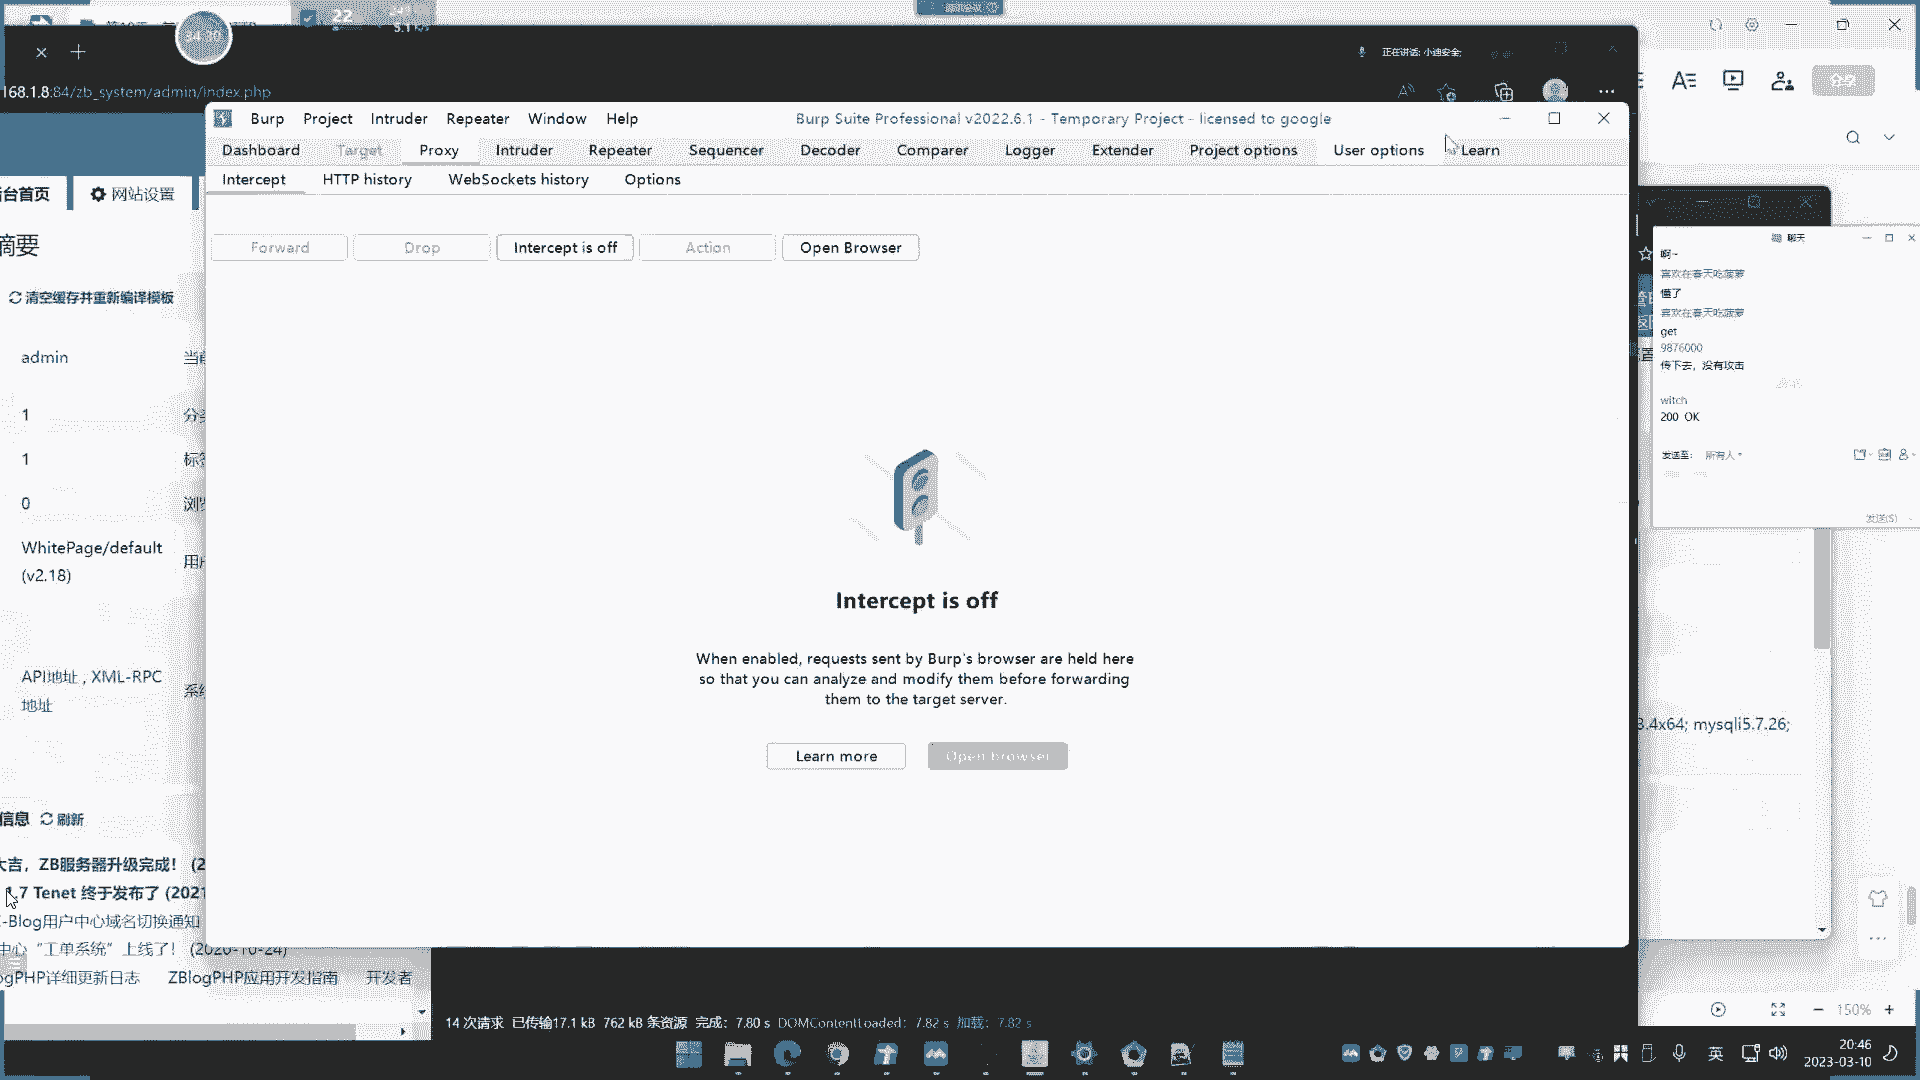 22
5.1
34:30
正在讲话: 小迪安全;
168.1.8:84/zb_system/admin/index.php
Burp Project Intruder Repeater Window Help
Burp Suite Professional v2022.6.1 - Temporary Project - licensed to google
Dashboard Target Proxy Intruder Repeater Sequencer Decoder Comparer Logger Extender Project options User options Learn
Intercept HTTP history WebSockets history Options
Forward Drop Intercept is off Action Open Browser
台首页 网站设置
摘要
清空缓存并重新编译模板
admin
1
1
0
WhitePage/default
(v2.18)
API地址 , XML-RPC
地址
信息 刷新
大吉，ZB服务器升级完成！ (2
.7 Tenet 终于发布了 (2021
-Blog用户中心域名切换通知
中心“工单系统”上线了！ (2020-10-24)
ogPHP详细更新日志 ZBlogPHP应用开发指南 开发者
Intercept is off
When enabled, requests sent by Burp's browser are held here
so that you can analyze and modify them before forwarding
them to the target server.
Learn more Open browser
聊天
啊~
喜欢在春天吃菠萝
懂了
喜欢在春天吃菠萝
get
9876000
传下去，没有攻击
witch
200 OK
发送至: 所有人
发送(S)
3.4x64; mysqli5.7.26;
14 次请求 已传输17.1 kB 762 kB 条资源 完成: 7.80 s DOMContentLoaded: 7.82 s 加载: 7.82 s
150%
英
20:46
2023-03-10